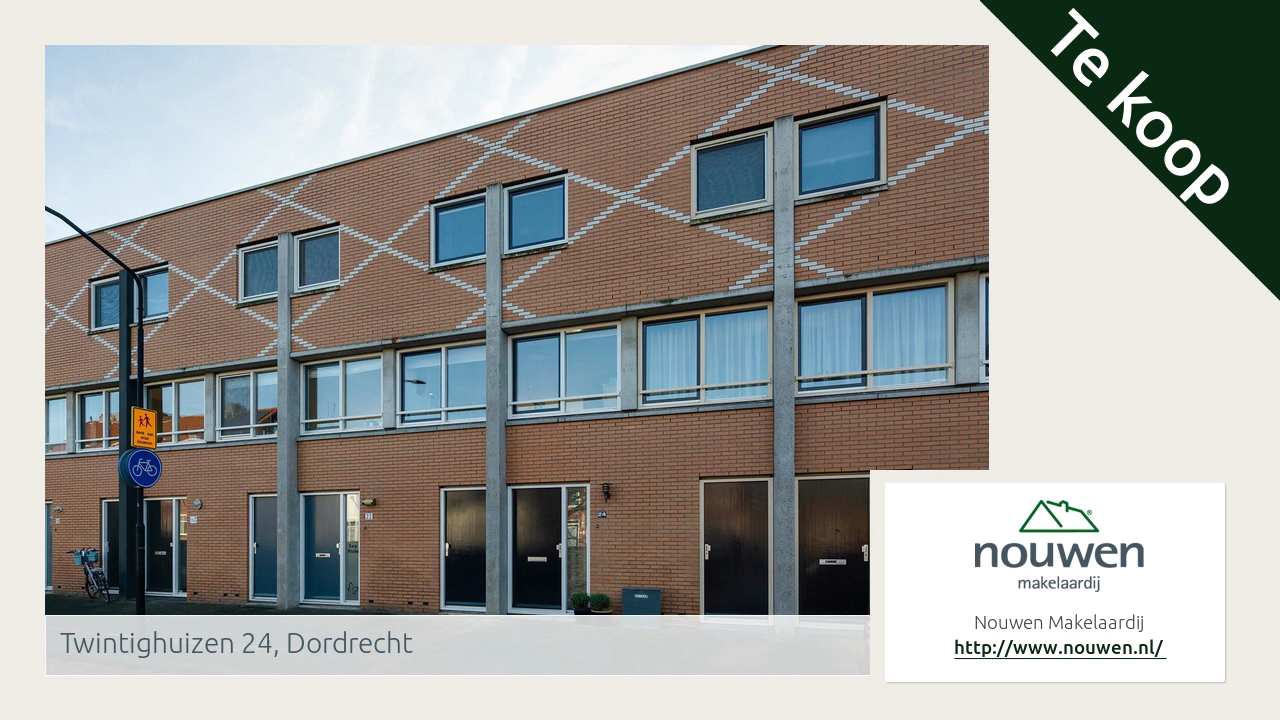 Te koop
22
24
Twintighuizen 24, Dordrecht
nouwen®
makelaardij
Nouwen Makelaardij
http://www.nouwen.nl/